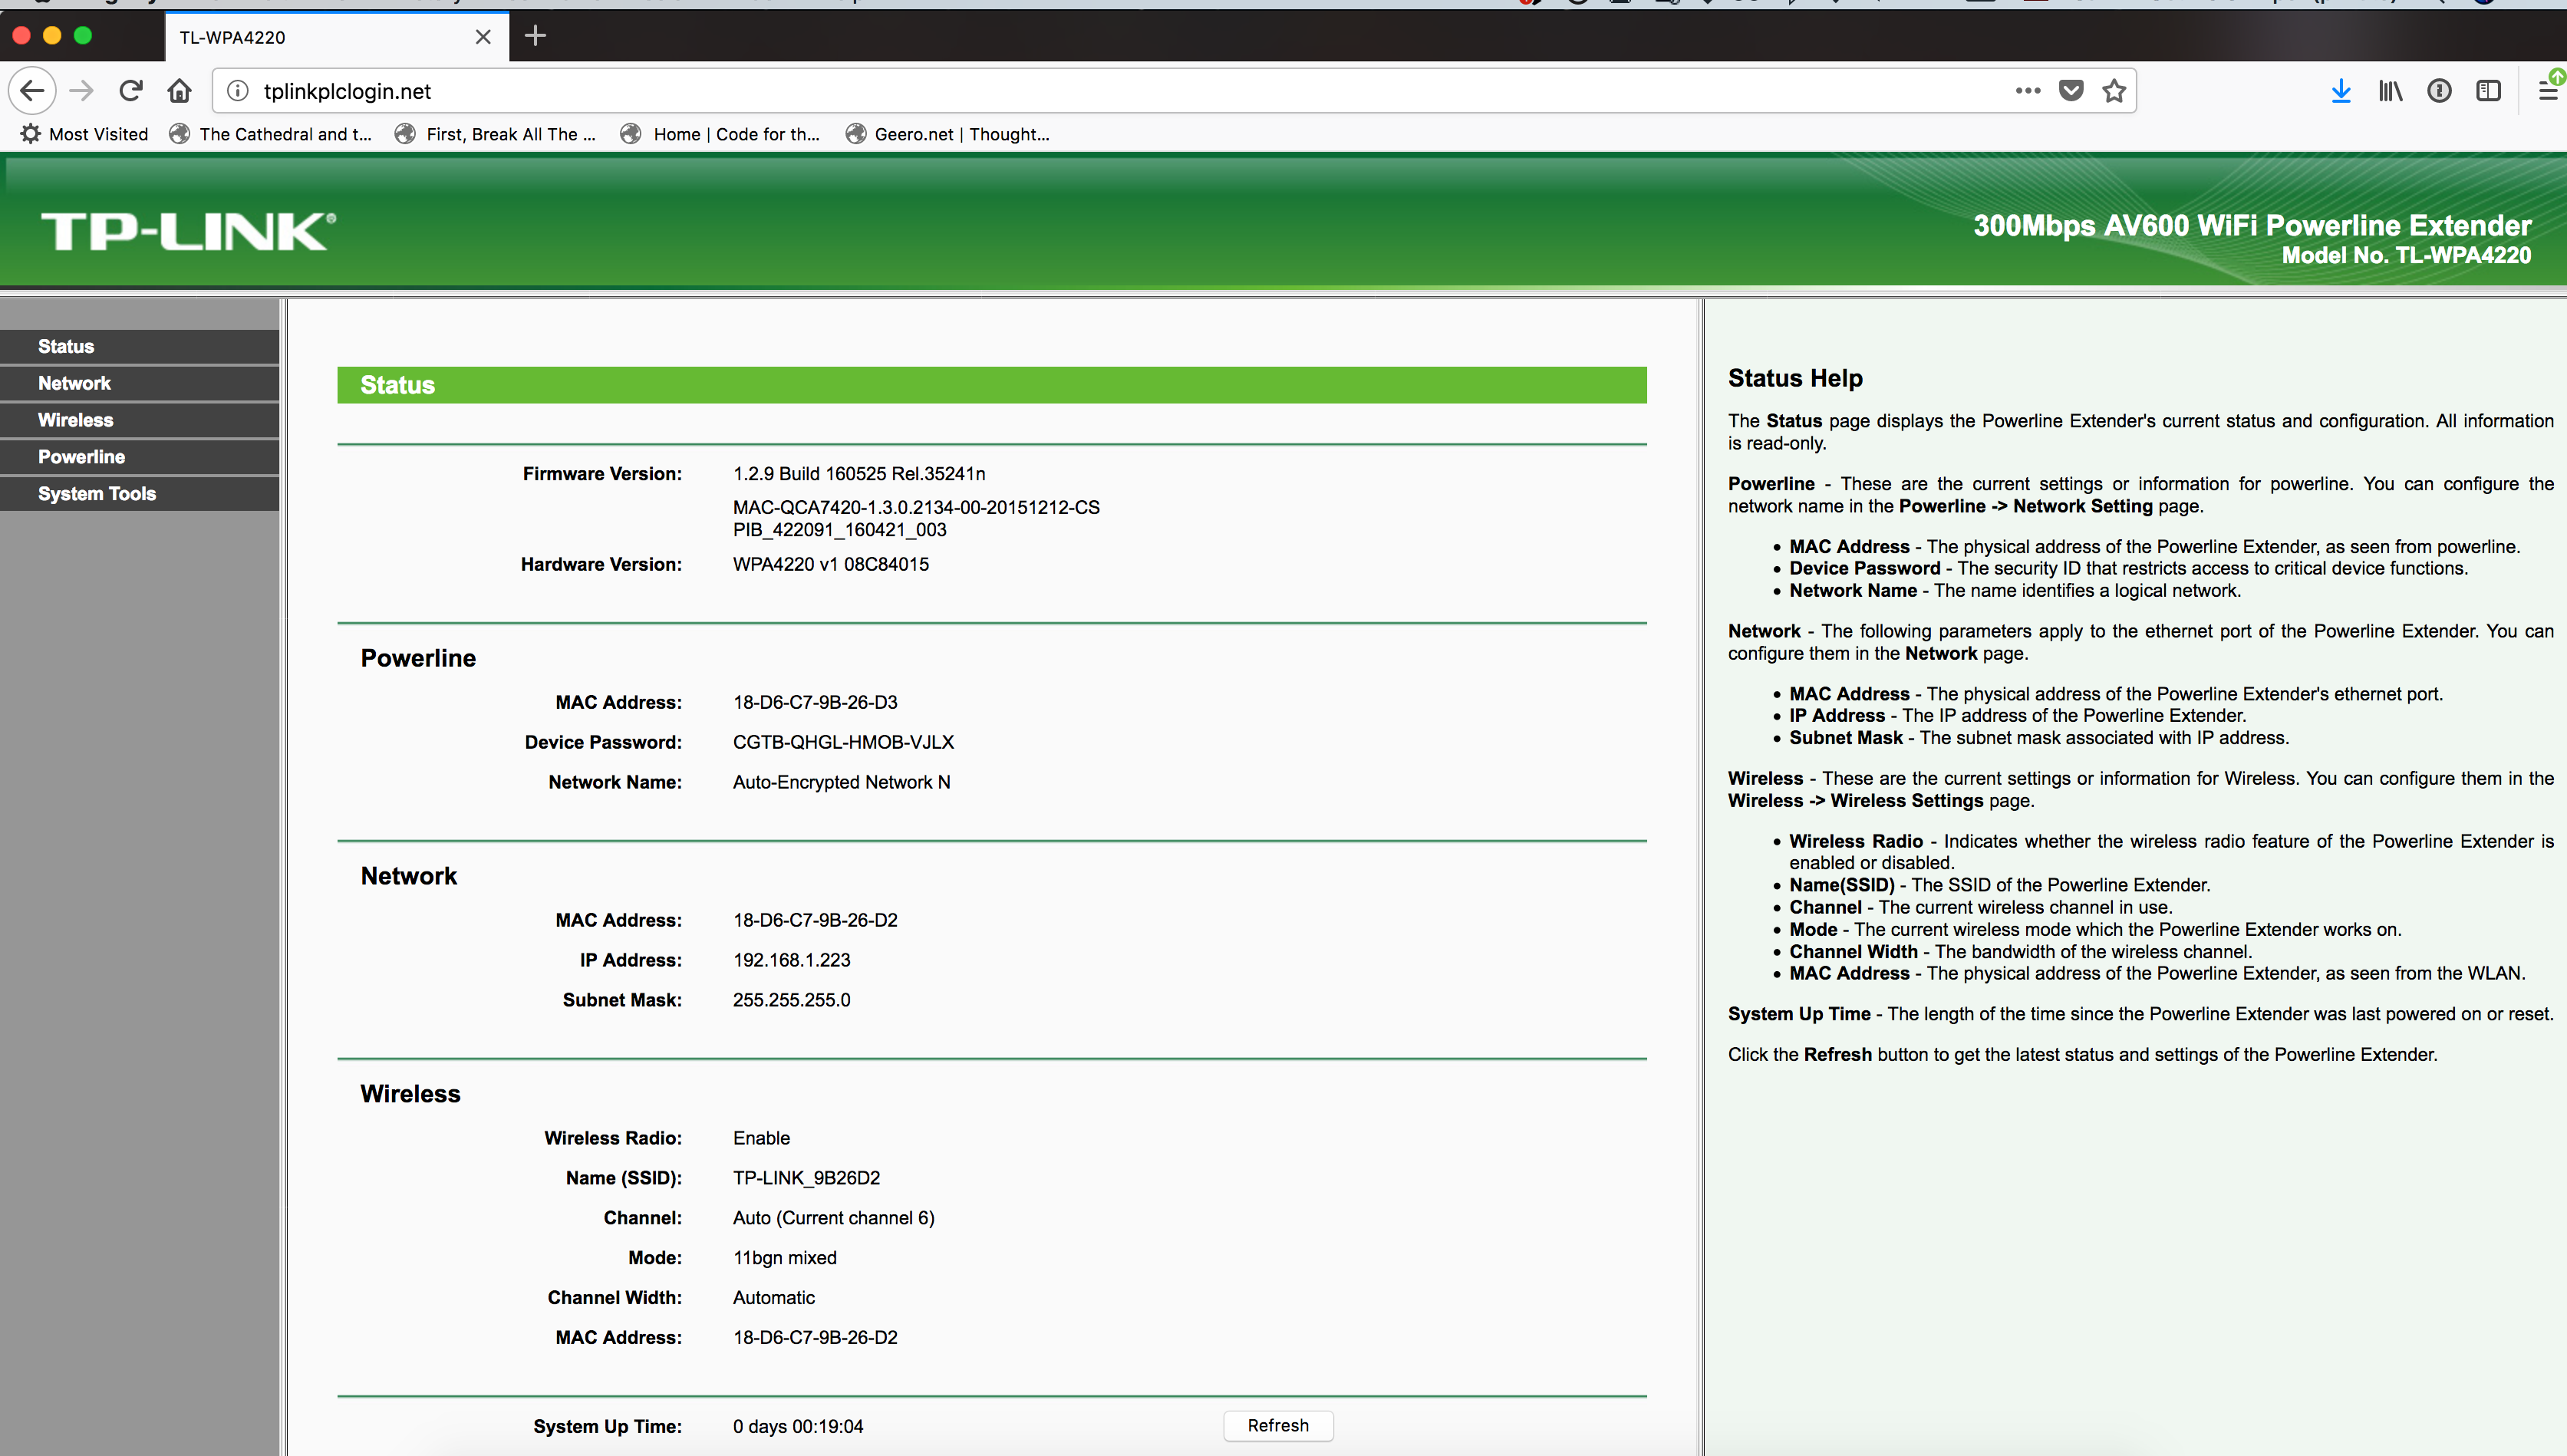 TL-WPA4220
tplinkplclogin.net
Most Visited The Cathedral and t... First, Break All The ... Home | Code for th... Geero.net | Thought...
TP-LINK®
300Mbps AV600 WiFi Powerline Extender
Model No. TL-WPA4220
Status
Network
Wireless
Powerline
System Tools
Status
Firmware Version: 1.2.9 Build 160525 Rel.35241n
MAC-QCA7420-1.3.0.2134-00-20151212-CS
PIB_422091_160421_003
Hardware Version: WPA4220 v1 08C84015
Powerline
MAC Address: 18-D6-C7-9B-26-D3
Device Password: CGTB-QHGL-HMOB-VJLX
Network Name: Auto-Encrypted Network N
Network
MAC Address: 18-D6-C7-9B-26-D2
IP Address: 192.168.1.223
Subnet Mask: 255.255.255.0
Wireless
Wireless Radio: Enable
Name (SSID): TP-LINK_9B26D2
Channel: Auto (Current channel 6)
Mode: 11bgn mixed
Channel Width: Automatic
MAC Address: 18-D6-C7-9B-26-D2
System Up Time: 0 days 00:19:04 Refresh
Status Help
The Status page displays the Powerline Extender's current status and configuration. All information
is read-only.
Powerline - These are the current settings or information for powerline. You can configure the
network name in the Powerline -> Network Setting page.
• MAC Address - The physical address of the Powerline Extender, as seen from powerline.
• Device Password - The security ID that restricts access to critical device functions.
• Network Name - The name identifies a logical network.
Network - The following parameters apply to the ethernet port of the Powerline Extender. You can
configure them in the Network page.
• MAC Address - The physical address of the Powerline Extender's ethernet port.
• IP Address - The IP address of the Powerline Extender.
• Subnet Mask - The subnet mask associated with IP address.
Wireless - These are the current settings or information for Wireless. You can configure them in the
Wireless -> Wireless Settings page.
• Wireless Radio - Indicates whether the wireless radio feature of the Powerline Extender is
enabled or disabled.
• Name(SSID) - The SSID of the Powerline Extender.
• Channel - The current wireless channel in use.
• Mode - The current wireless mode which the Powerline Extender works on.
• Channel Width - The bandwidth of the wireless channel.
• MAC Address - The physical address of the Powerline Extender, as seen from the WLAN.
System Up Time - The length of the time since the Powerline Extender was last powered on or reset.
Click the Refresh button to get the latest status and settings of the Powerline Extender.